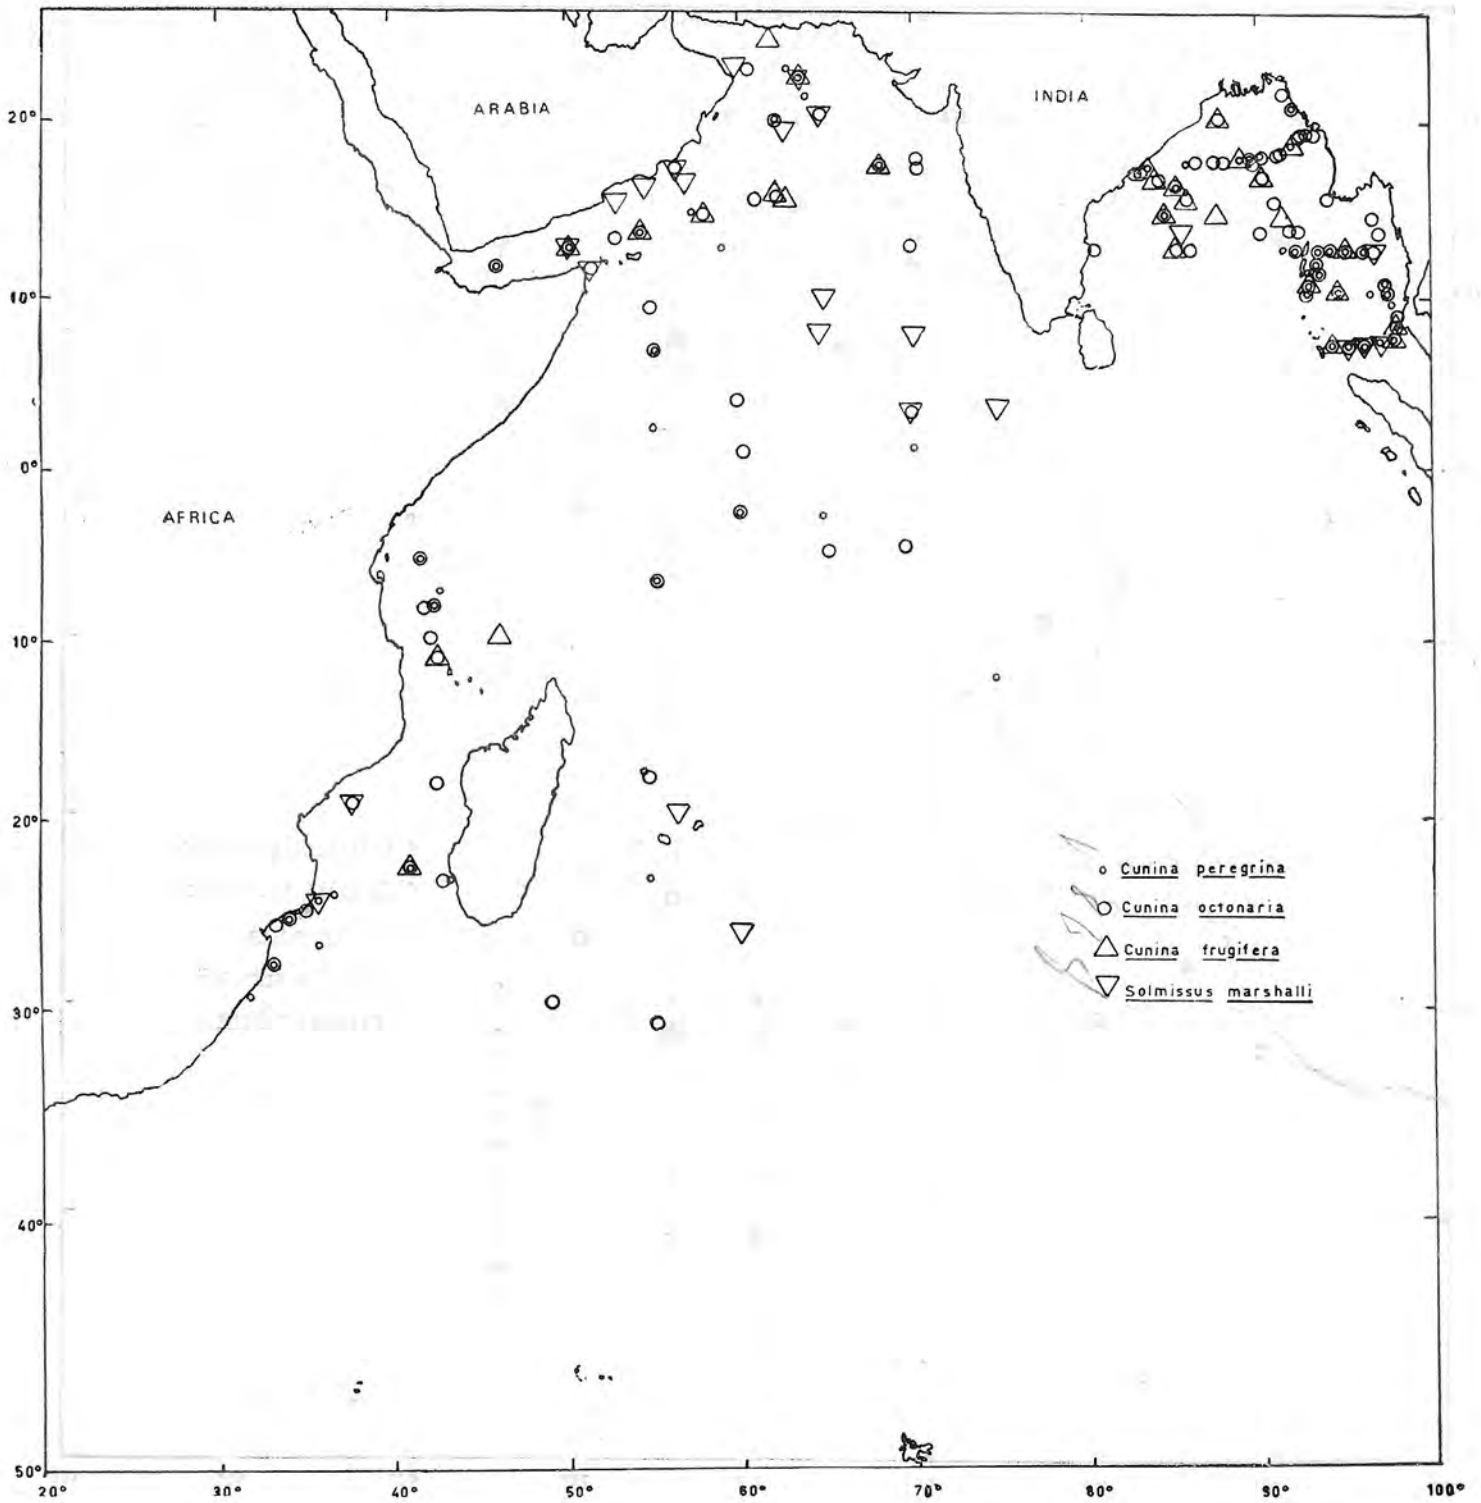 ARABIA
INDIA
20°
10°
0°
AFRICA
10°
20°
Cunina peregrina
Cunina octonaria
Cunina frugifera
Solmissus marshalli
30°
40°
50°
20° 30° 40° 50° 60° 70° 80° 90° 100°